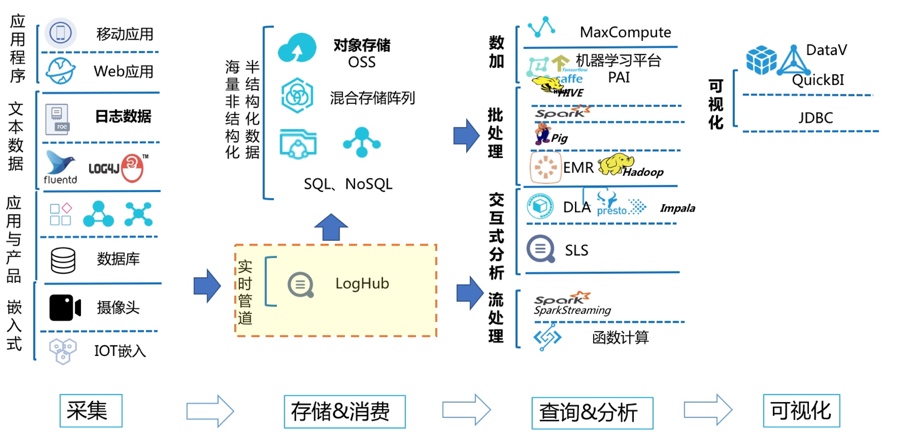 应用程序
移动应用
Web应用
文本数据
日志数据
fluentd
LOG4J
TM
应用与产品
数据库
嵌入式
摄像头
IOT嵌入
海量非结构化
半结构化数据
对象存储
OSS
混合存储阵列
SQL、NoSQL
实时管道
LogHub
数加
MaxCompute
机器学习平台
PAI
批处理
HIVE
Spark
Pig
EMR
Hadoop
交互式分析
DLA
presto
Impala
SLS
流处理
Spark
SparkStreaming
函数计算
可视化
DataV
QuickBI
JDBC
采集
存储&消费
查询&分析
可视化